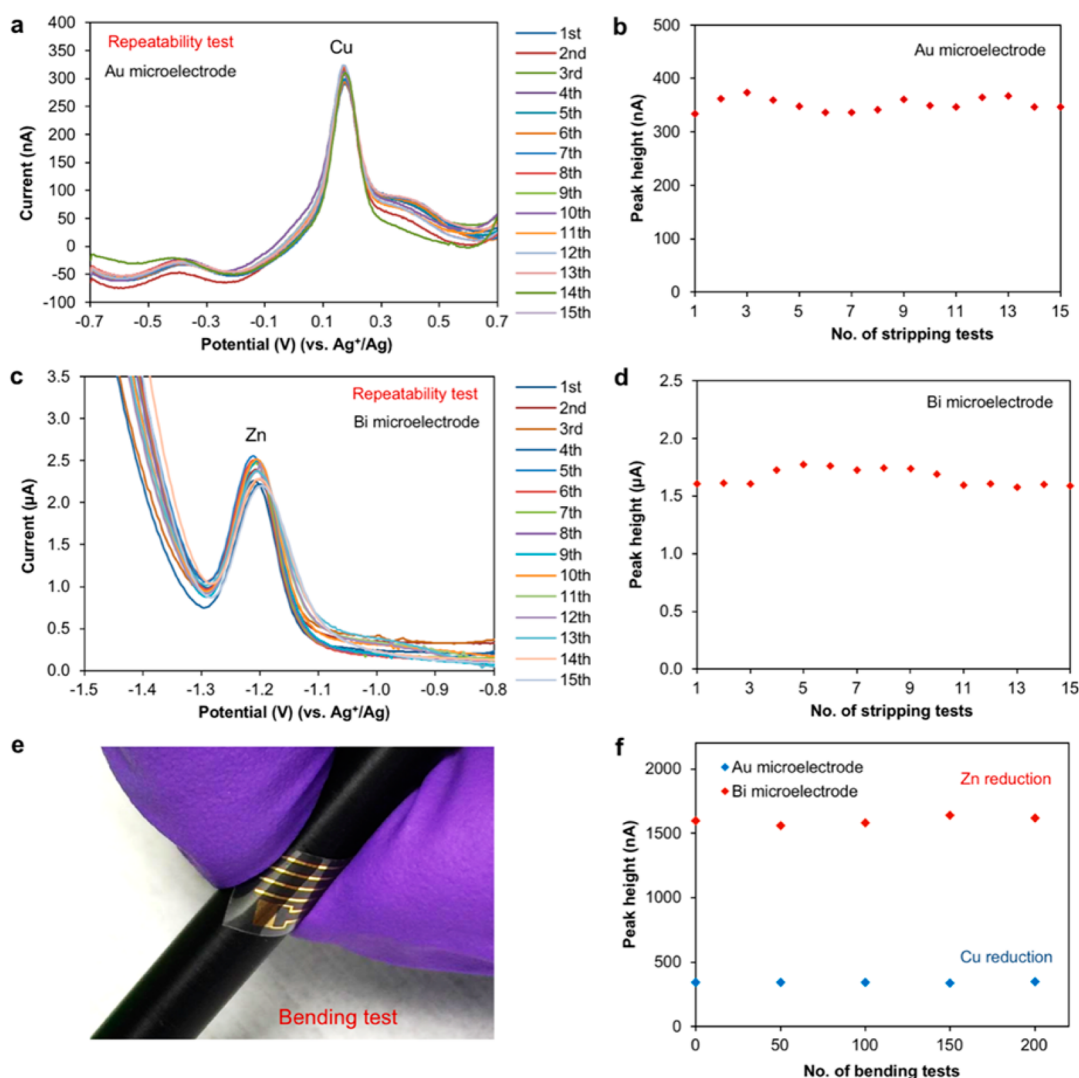 a
Repeatability test
Au microelectrode
Cu
400
350
300
250
200
150
100
50
0
-50
-100
Current (nA)
-0.7 -0.5 -0.3 -0.1 0.1 0.3 0.5 0.7
Potential (V) (vs. Ag⁺/Ag)
1st
2nd
3rd
4th
5th
6th
7th
8th
9th
10th
11th
12th
13th
14th
15th
b
Au microelectrode
500
400
300
200
100
0
Peak height (nA)
1 3 5 7 9 11 13 15
No. of stripping tests
c
Repeatability test
Bi microelectrode
Zn
3.5
3.0
2.5
2.0
1.5
1.0
0.5
0.0
Current (µA)
-1.5 -1.4 -1.3 -1.2 -1.1 -1.0 -0.9 -0.8
Potential (V) (vs. Ag⁺/Ag)
1st
2nd
3rd
4th
5th
6th
7th
8th
9th
10th
11th
12th
13th
14th
15th
d
Bi microelectrode
2.5
2.0
1.5
1.0
0.5
0.0
Peak height (µA)
1 3 5 7 9 11 13 15
No. of stripping tests
e
Bending test
f
Au microelectrode
Bi microelectrode
Zn reduction
Cu reduction
2000
1500
1000
500
0
Peak height (nA)
0 50 100 150 200
No. of bending tests